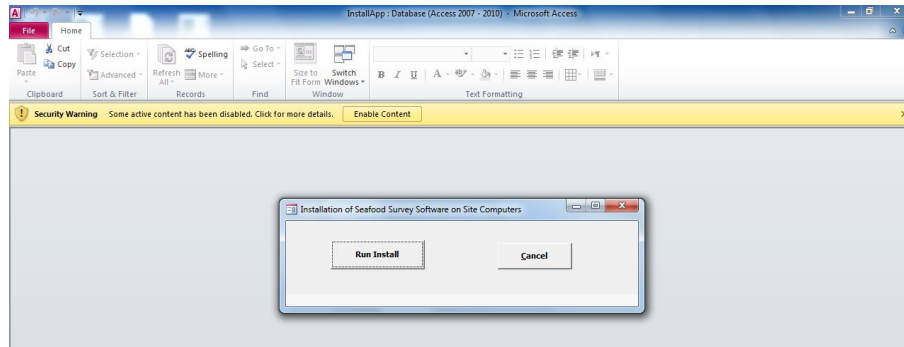 InstallApp : Database (Access 2007 - 2010) - Microsoft Access
File Home
Cut
Copy
Paste
Clipboard
Selection
Advanced
Sort & Filter
Refresh All
Spelling
More
Records
Go To
Select
Find
Size to Fit Form
Switch Windows
Window
B I U A
Text Formatting
Security Warning Some active content has been disabled. Click for more details. Enable Content
Installation of Seafood Survey Software on Site Computers
Run Install Cancel